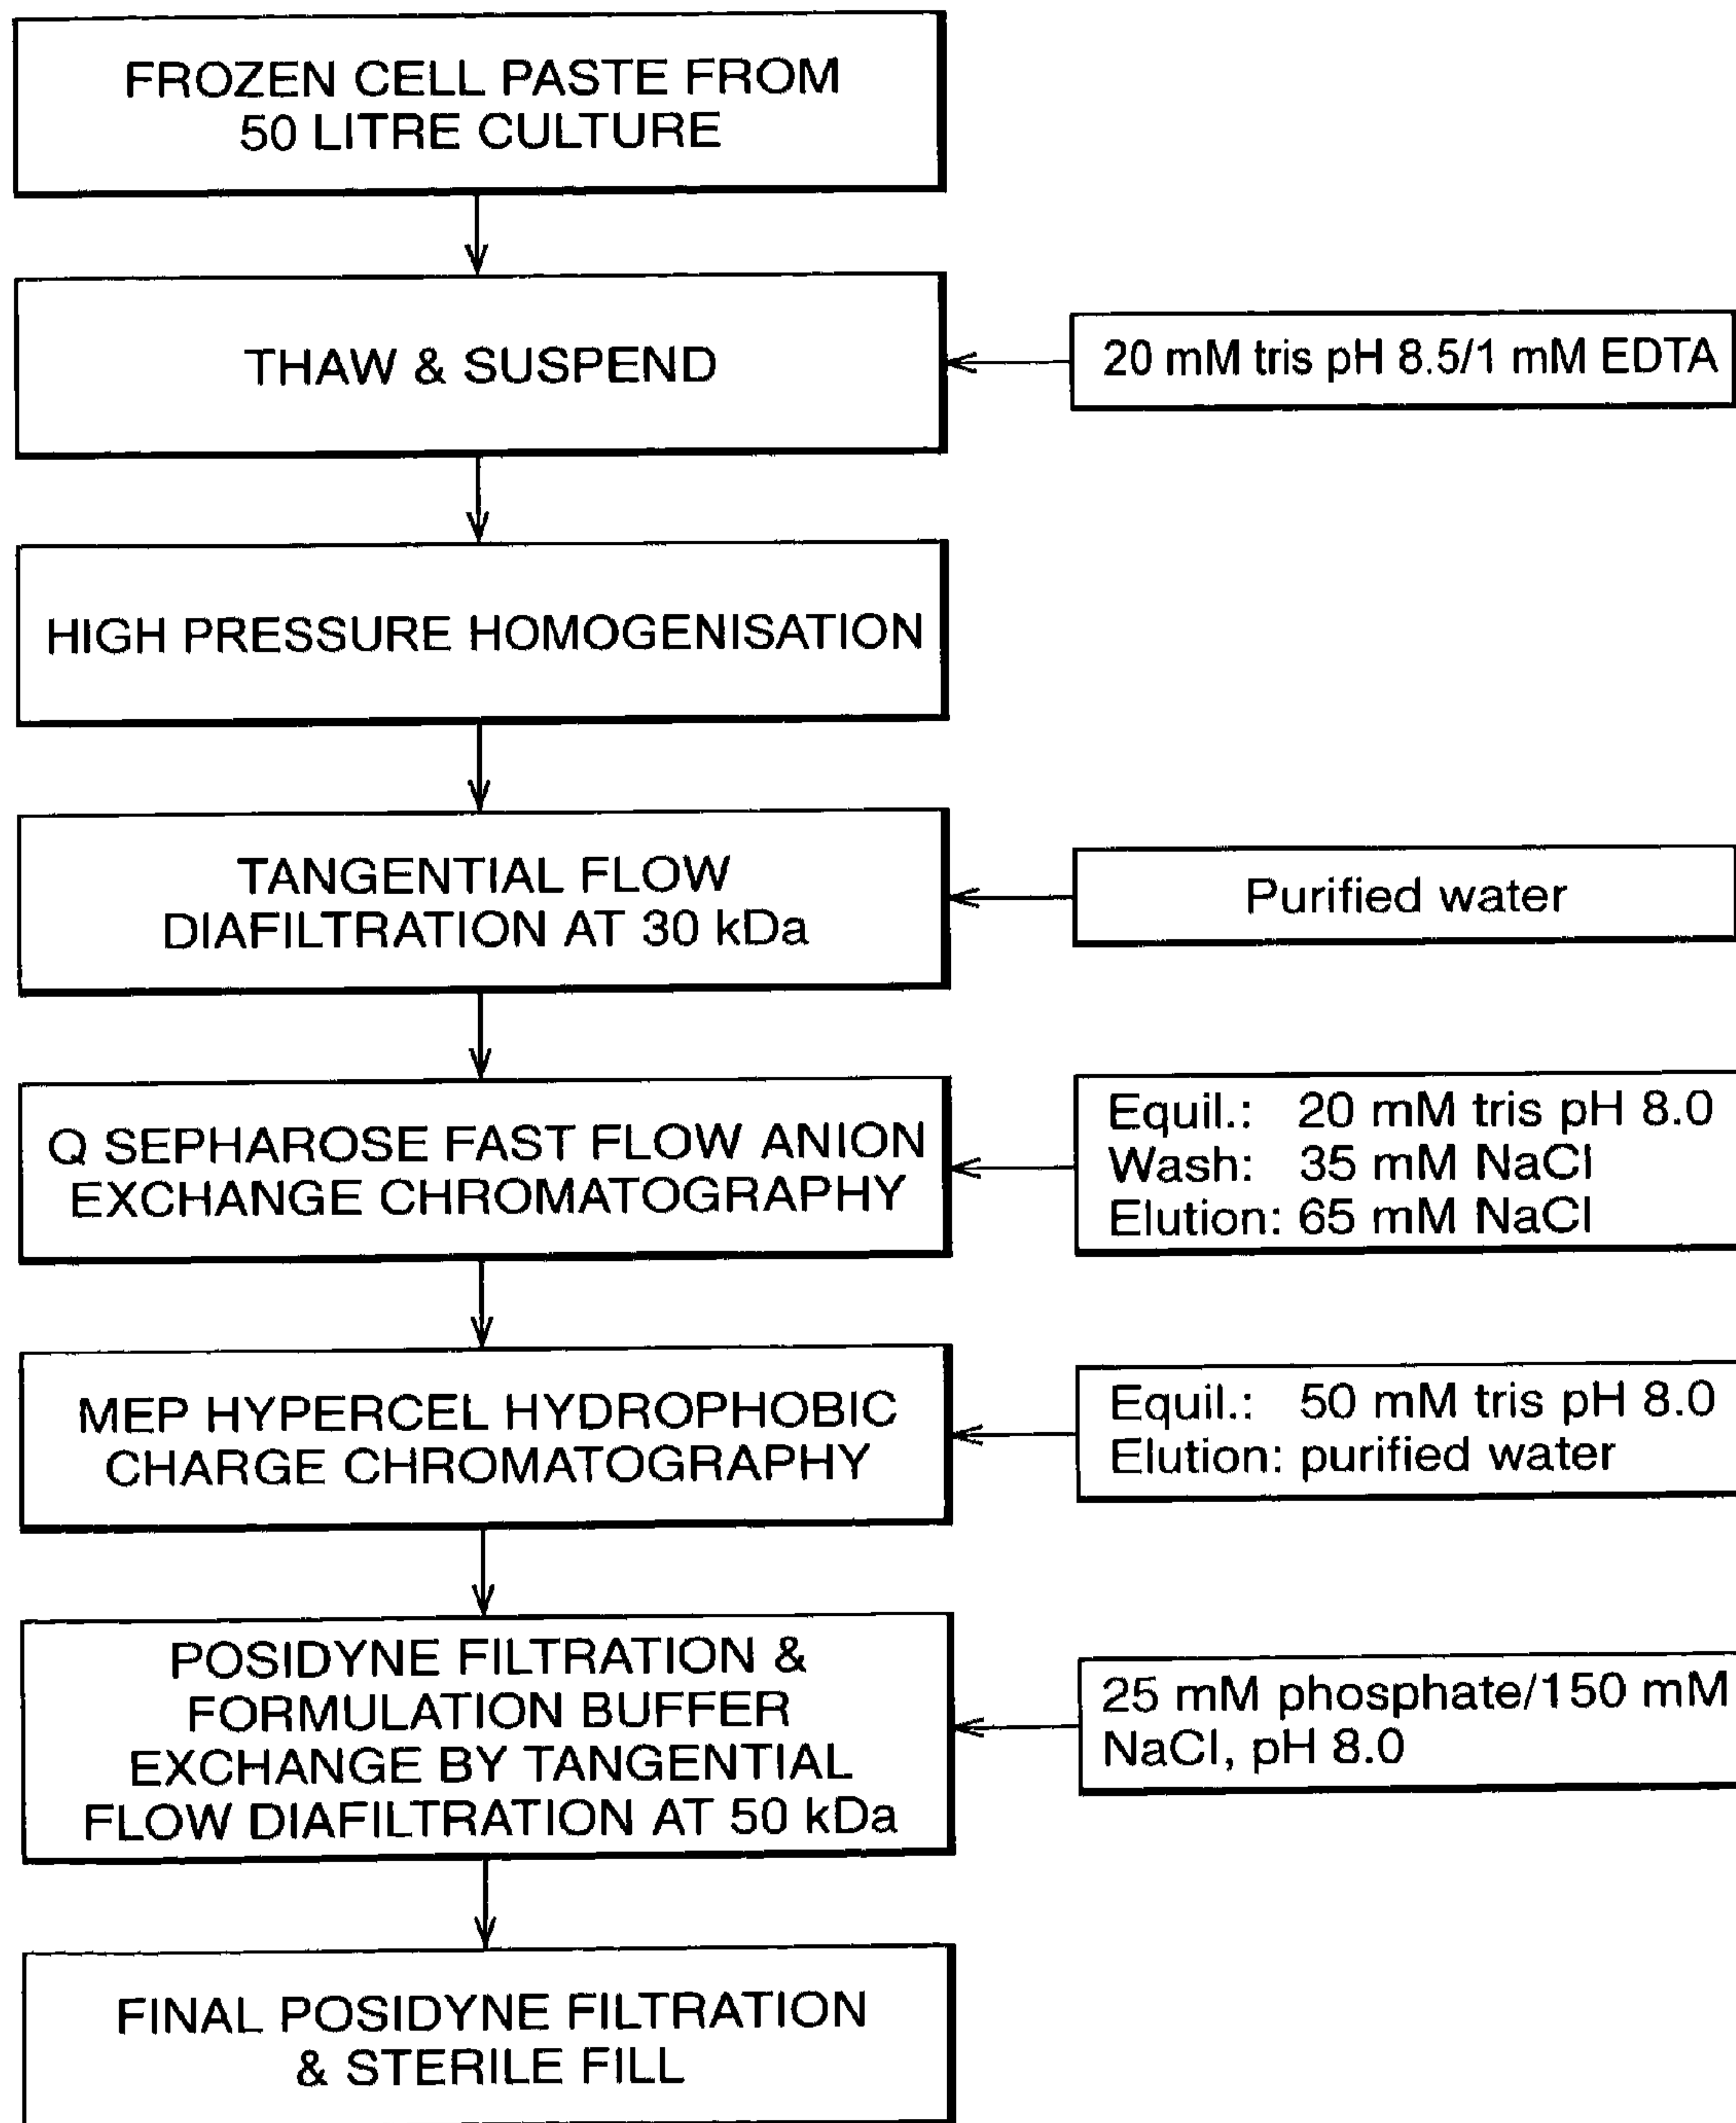 FROZEN CELL PASTE FROM
50 LITRE CULTURE
THAW & SUSPEND
20 mM tris pH 8.5/1 mM EDTA
HIGH PRESSURE HOMOGENISATION
TANGENTIAL FLOW
DIAFILTRATION AT 30 kDa
Purified water
Q SEPHAROSE FAST FLOW ANION
EXCHANGE CHROMATOGRAPHY
Equil.: 20 mM tris pH 8.0
Wash: 35 mM NaCl
Elution: 65 mM NaCl
MEP HYPERCEL HYDROPHOBIC
CHARGE CHROMATOGRAPHY
Equil.: 50 mM tris pH 8.0
Elution: purified water
POSIDYNE FILTRATION &
FORMULATION BUFFER
EXCHANGE BY TANGENTIAL
FLOW DIAFILTRATION AT 50 kDa
25 mM phosphate/150 mM
NaCl, pH 8.0
FINAL POSIDYNE FILTRATION
& STERILE FILL